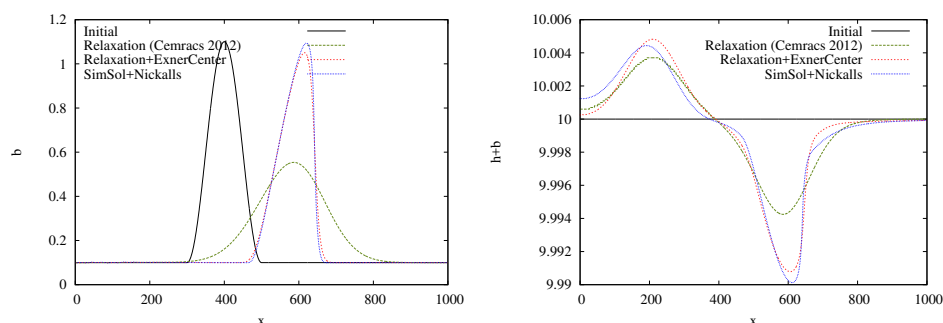 1.2
1
0.8
0.6
0.4
0.2
0
b
Initial
Relaxation (Cemracs 2012)
Relaxation+ExnerCenter
SimSol+Nickalls
0 200 400 600 800 1000
x
10.006
10.004
10.002
10
9.998
9.996
9.994
9.992
9.99
h+b
Initial
Relaxation (Cemracs 2012)
Relaxation+ExnerCenter
SimSol+Nickalls
0 200 400 600 800 1000
x